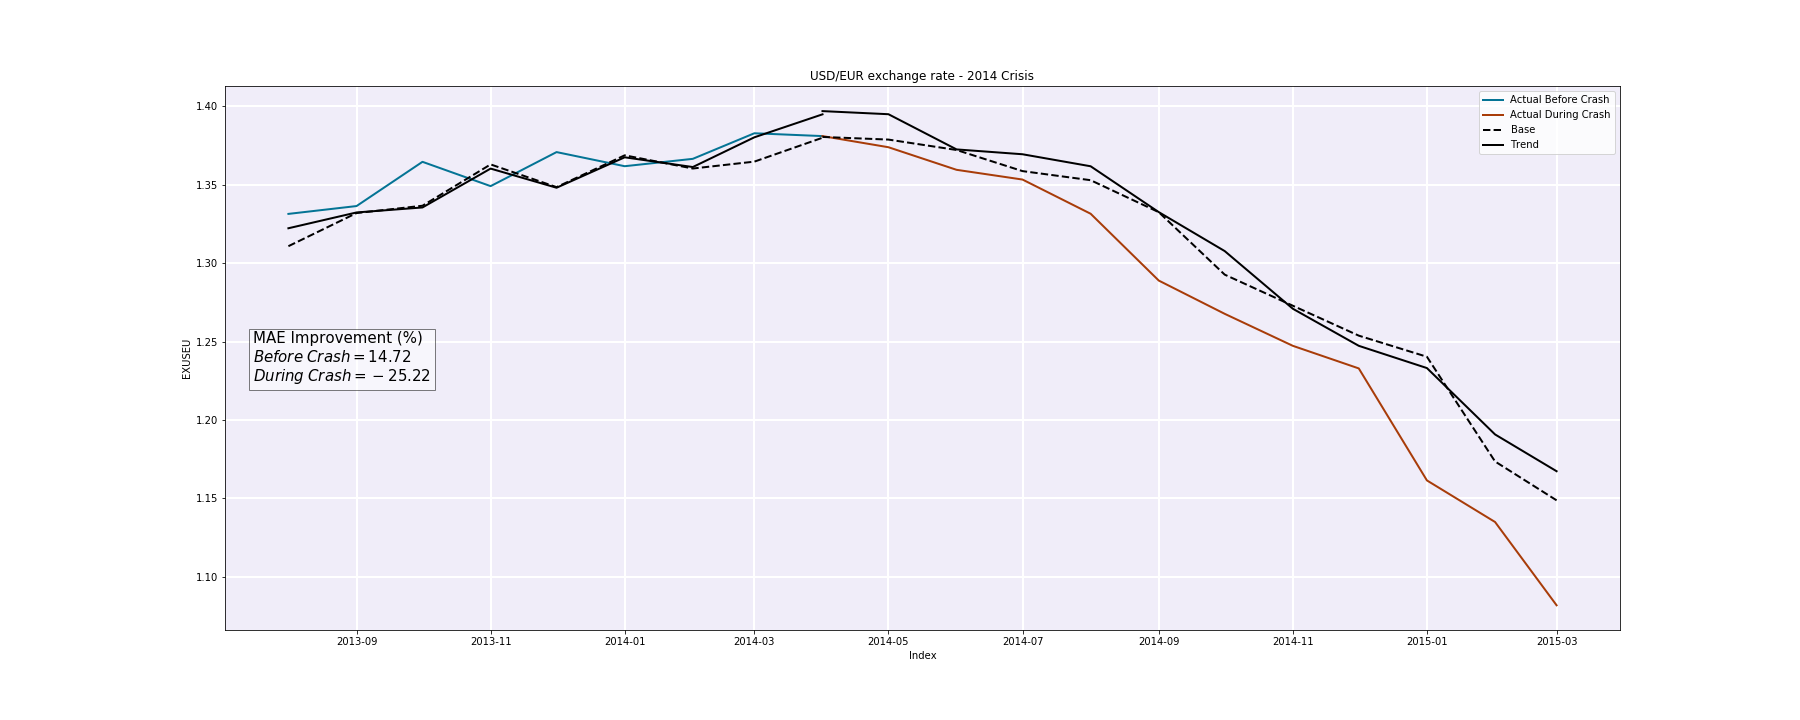 USD/EUR exchange rate - 2014 Crisis
Actual Before Crash
Actual During Crash
Base
Trend
1.40
1.35
1.30
1.25
1.20
1.15
1.10
EXUSEU
MAE Improvement (%)
Before Crash = 14.72
During Crash = − 25.22
2013-09 2013-11 2014-01 2014-03 2014-05 2014-07 2014-09 2014-11 2015-01 2015-03
Index